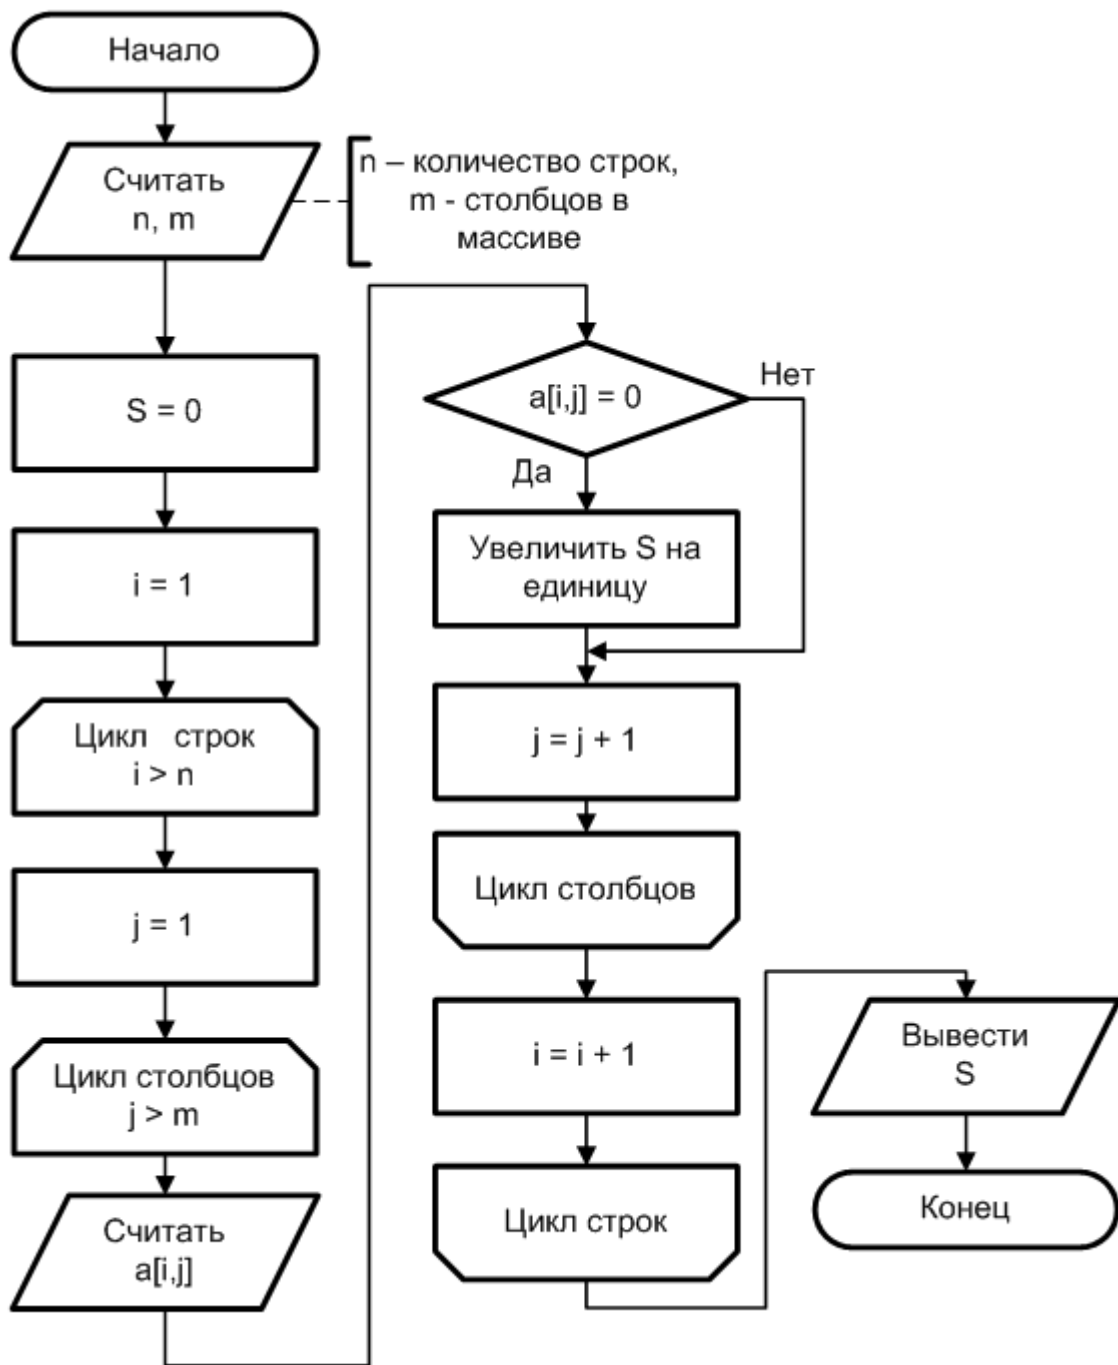 Начало
Считать
n, m
n – количество строк,
m - столбцов в
массиве
S = 0
i = 1
Цикл строк
i > n
j = 1
Цикл столбцов
j > m
Считать
a[i,j]
a[i,j] = 0
Нет
Да
Увеличить S на
единицу
j = j + 1
Цикл столбцов
i = i + 1
Цикл строк
Вывести
S
Конец